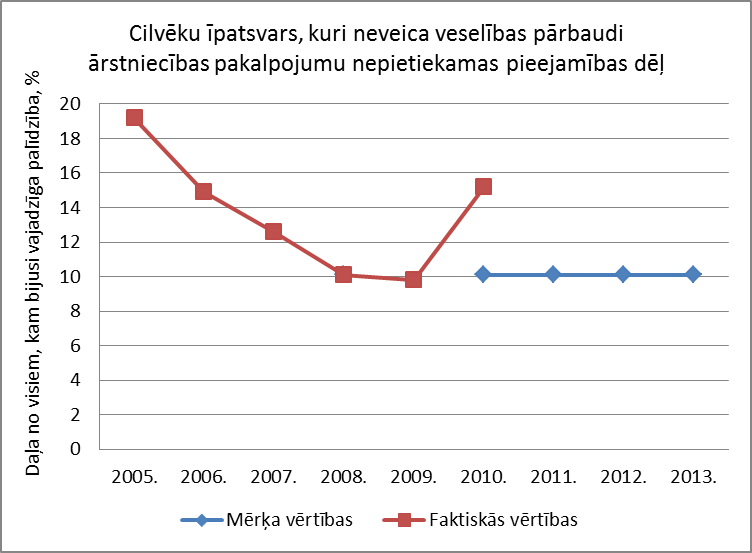 Cilvēku īpatsvars, kuri neveica veselības pārbaudi
ārstniecības pakalpojumu nepietiekamas pieejamības dēļ
Daļa no visiem, kam bijusi vajadzīga palīdzība, %
20
18
16
14
12
10
8
6
4
2
0
2005. 2006. 2007. 2008. 2009. 2010. 2011. 2012. 2013.
Mērķa vērtības Faktiskās vērtības